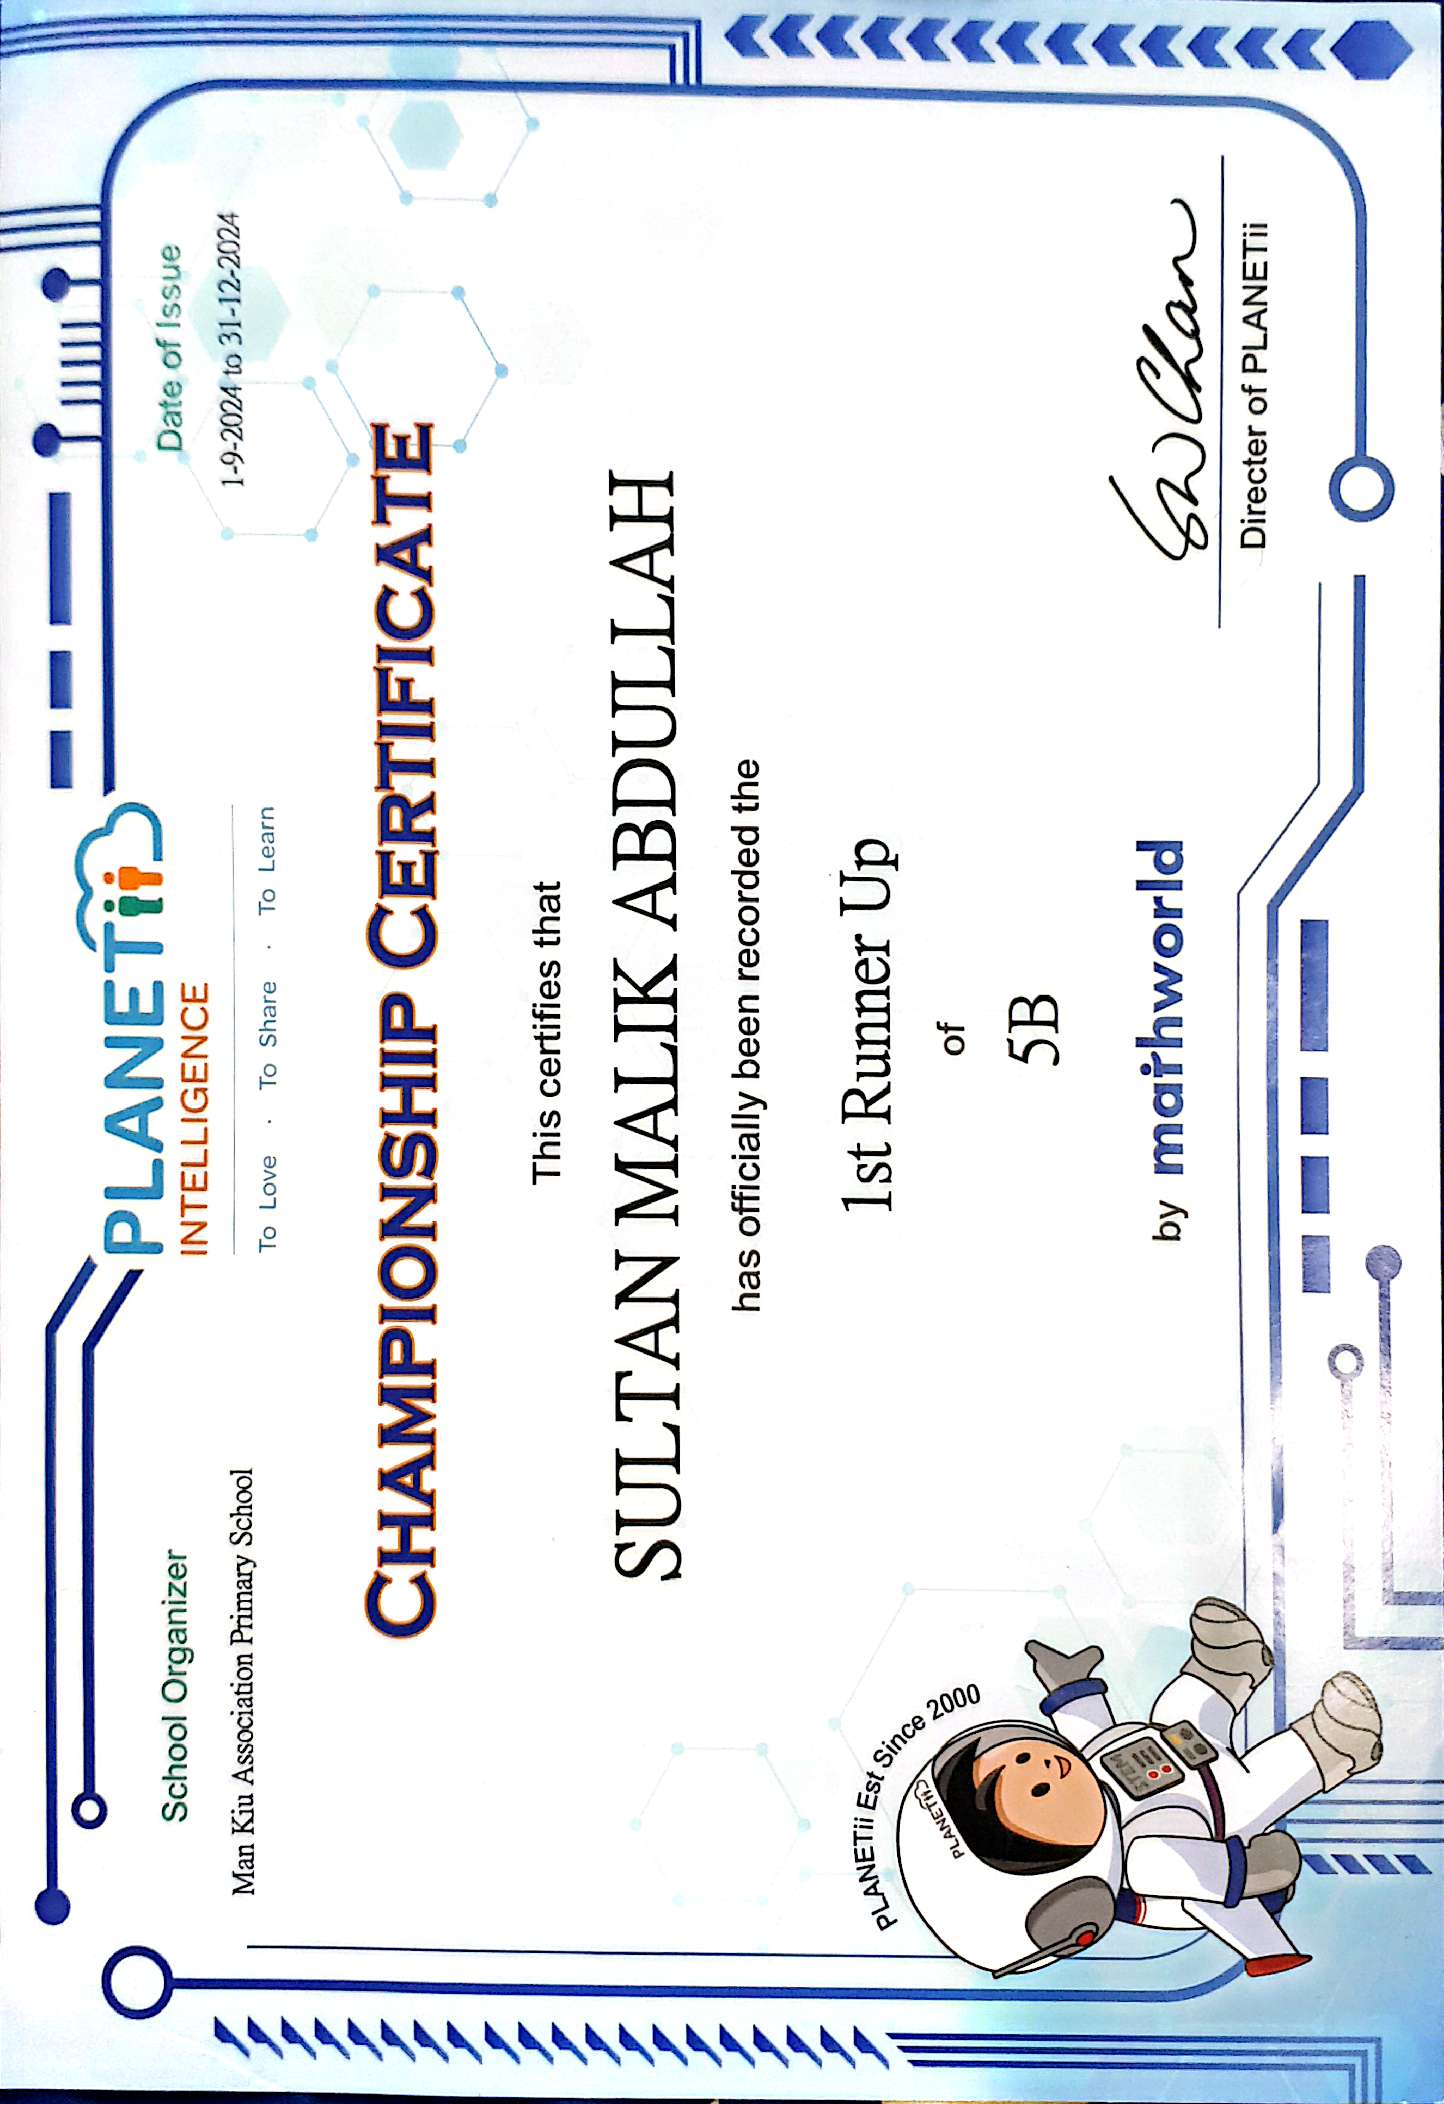 PLANETii
INTELLIGENCE
To Love · To Share · To Learn
School Organizer
Man Kiu Association Primary School
Date of Issue
1-9-2024 to 31-12-2024
CHAMPIONSHIP CERTIFICATE
This certifies that
SULTAN MALIK ABDULLAH
has officially been recorded the
1st Runner Up
of
5B
by mathworld
PLANETii Est Since 2000
PLANETii
STEM
SW Chan
Directer of PLANETii